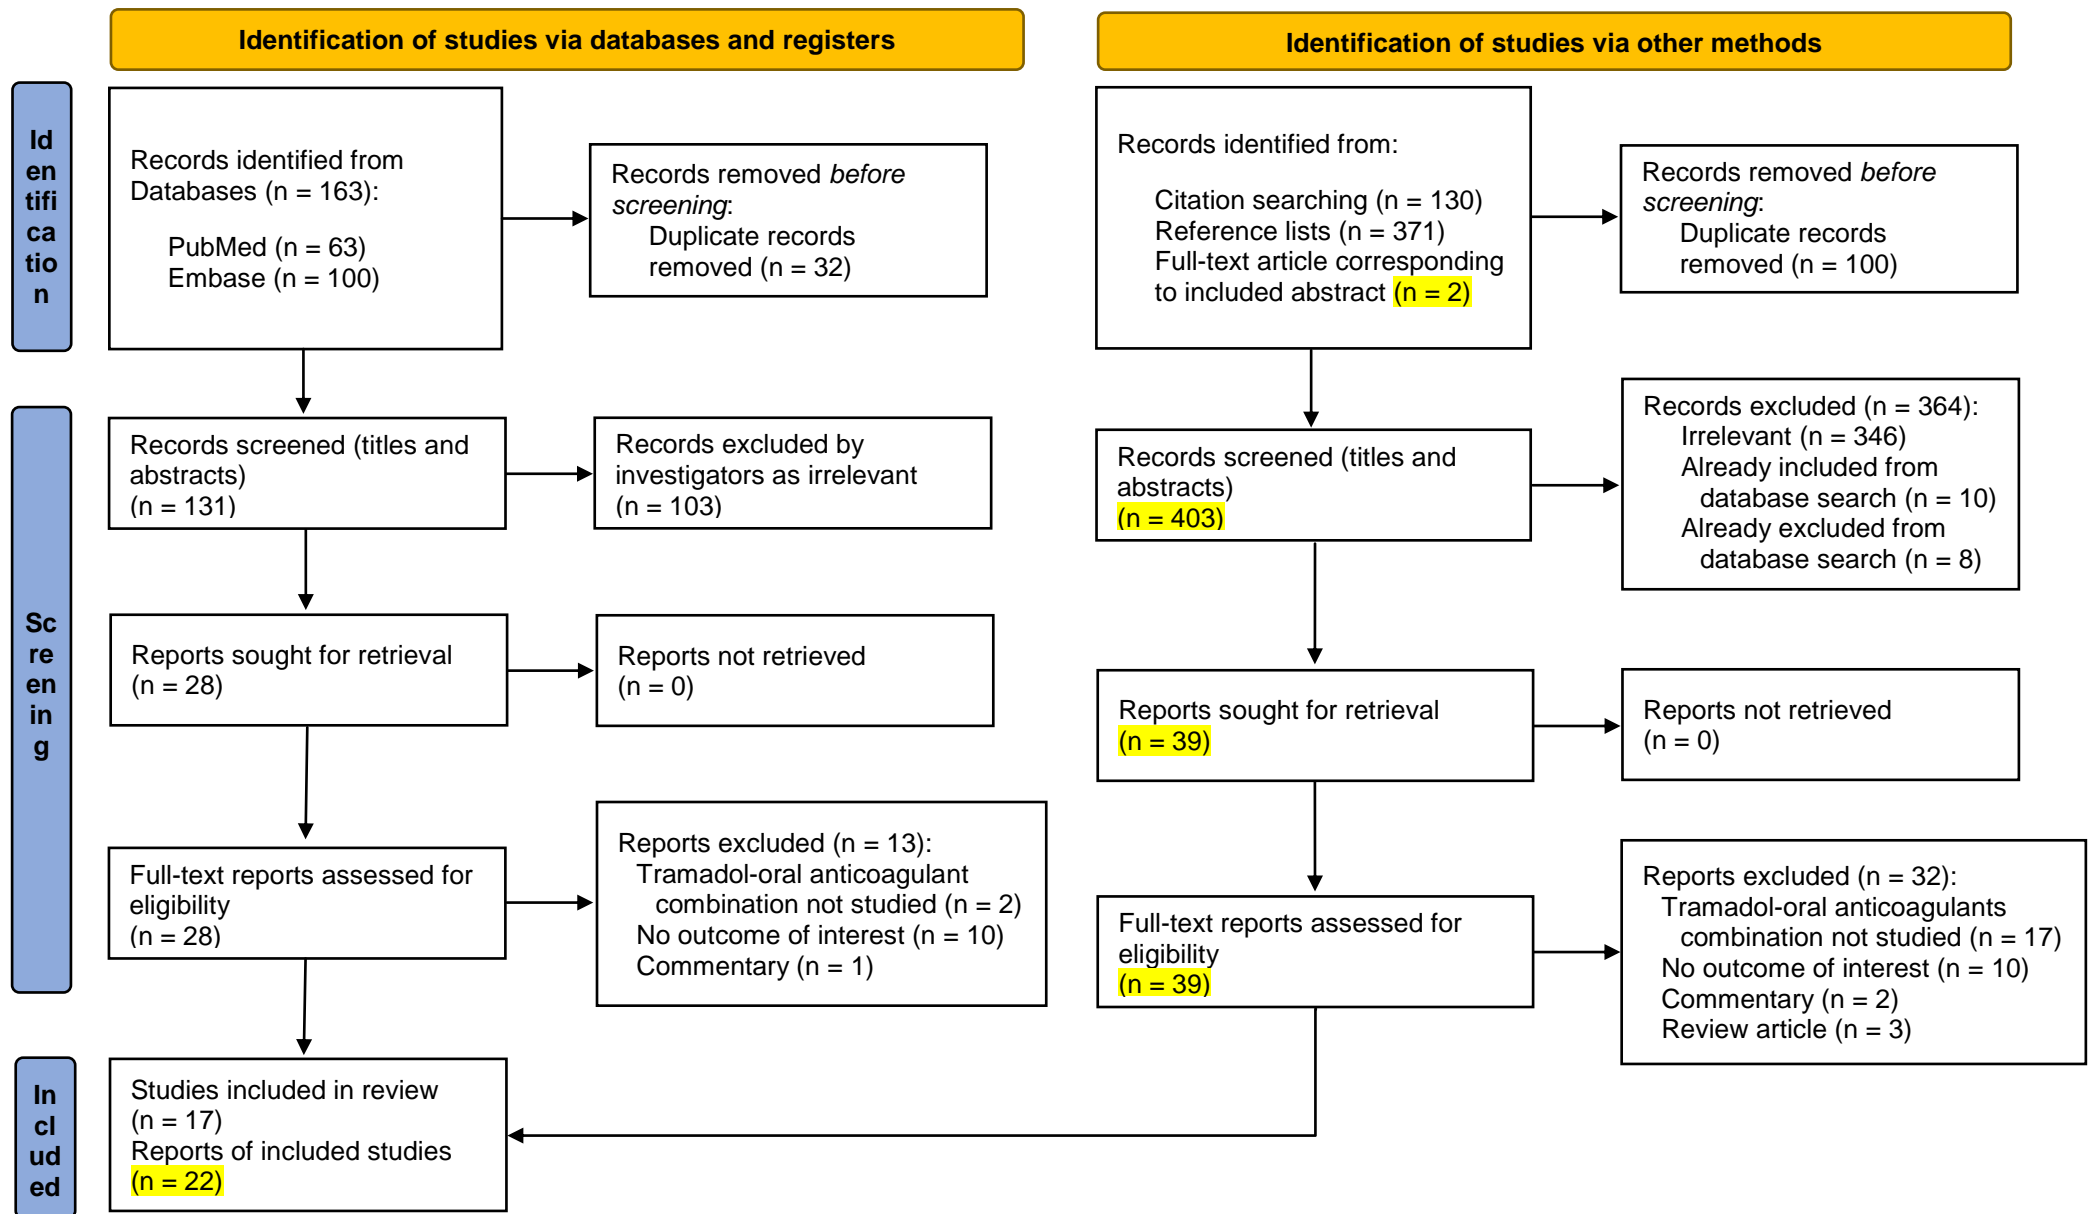 Identification of studies via databases and registers
Identification of studies via other methods
Id
en
tifi
ca
tio
n
Records identified from
Databases (n = 163):
PubMed (n = 63)
Embase (n = 100)
Records removed before
screening:
Duplicate records
removed (n = 32)
Records identified from:
Citation searching (n = 130)
Reference lists (n = 371)
Full-text article corresponding
to included abstract (n = 2)
Records removed before
screening:
Duplicate records
removed (n = 100)
Sc
re
en
in
g
Records screened (titles and
abstracts)
(n = 131)
Records excluded by
investigators as irrelevant
(n = 103)
Records screened (titles and
abstracts)
(n = 403)
Records excluded (n = 364):
Irrelevant (n = 346)
Already included from
database search (n = 10)
Already excluded from
database search (n = 8)
Reports sought for retrieval
(n = 28)
Reports not retrieved
(n = 0)
Reports sought for retrieval
(n = 39)
Reports not retrieved
(n = 0)
Full-text reports assessed for
eligibility
(n = 28)
Reports excluded (n = 13):
Tramadol-oral anticoagulant
combination not studied (n = 2)
No outcome of interest (n = 10)
Commentary (n = 1)
Full-text reports assessed for
eligibility
(n = 39)
Reports excluded (n = 32):
Tramadol-oral anticoagulants
combination not studied (n = 17)
No outcome of interest (n = 10)
Commentary (n = 2)
Review article (n = 3)
In
cl
ud
ed
Studies included in review
(n = 17)
Reports of included studies
(n = 22)